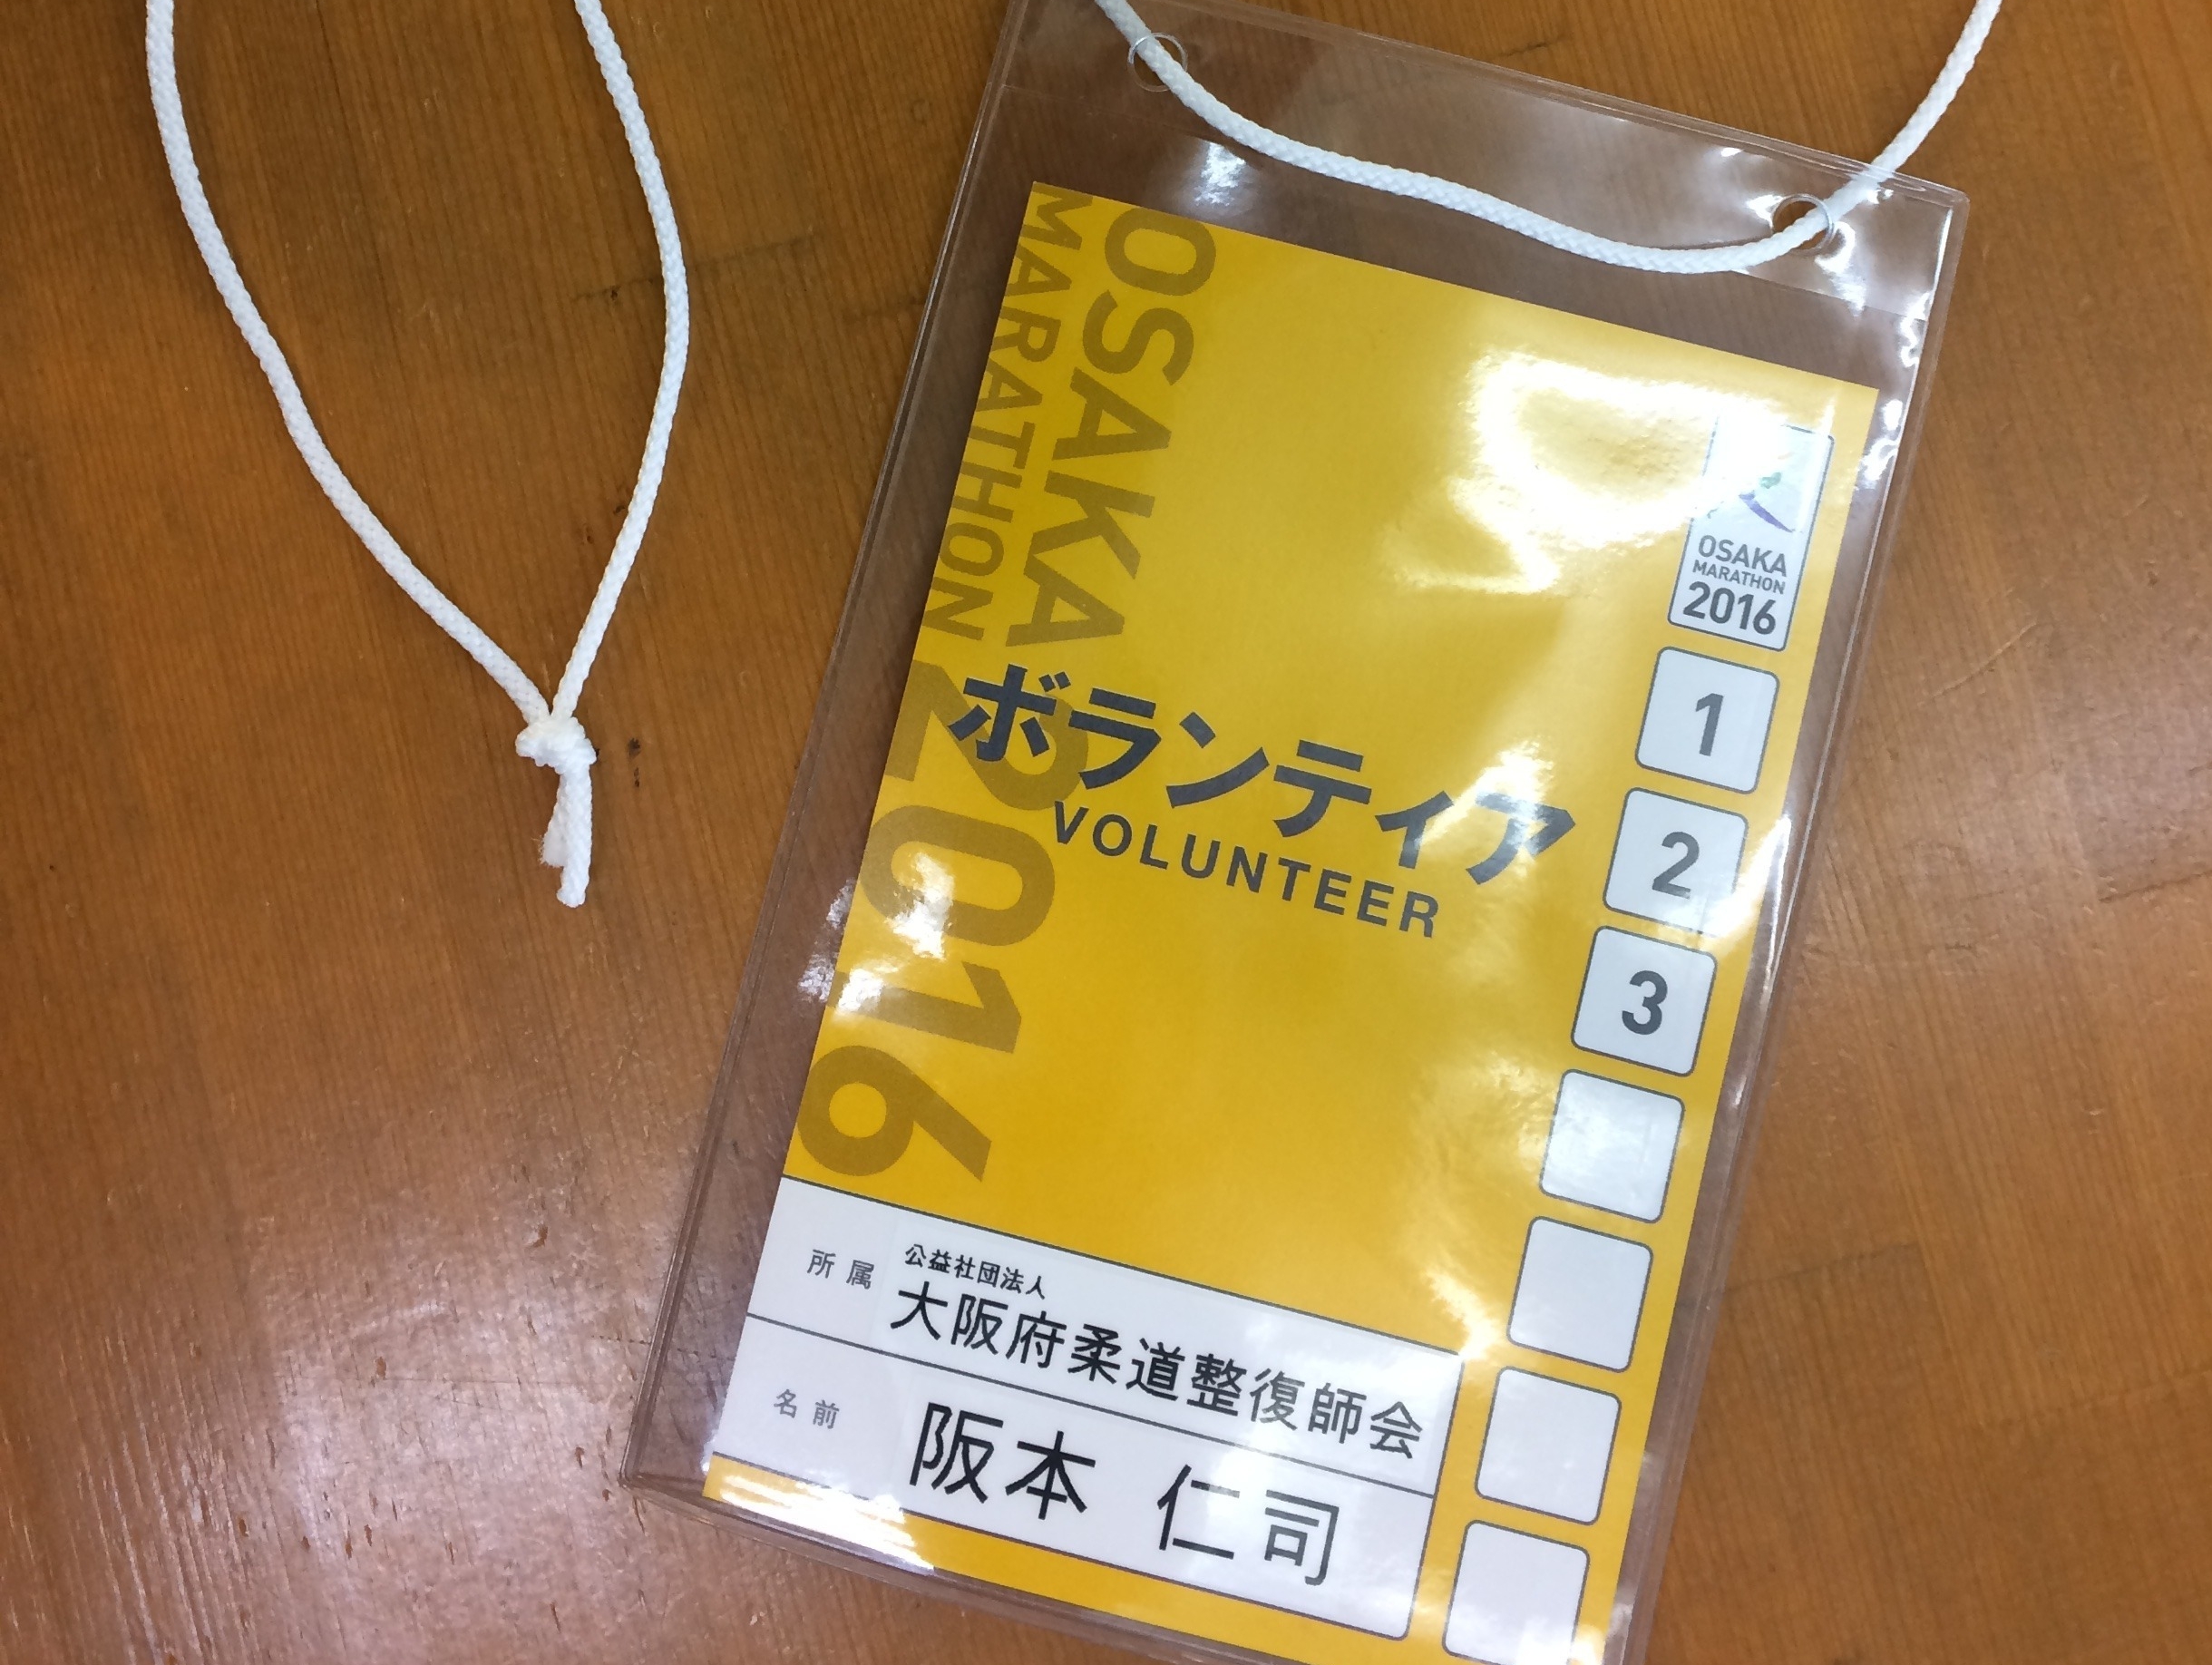 OSAKA
MARATHON
2016
OSAKA
MARATHON
2016
ボランティア
VOLUNTEER
1
2
3
所属
公益社団法人
大阪府柔道整復師会
名前
阪本 仁司